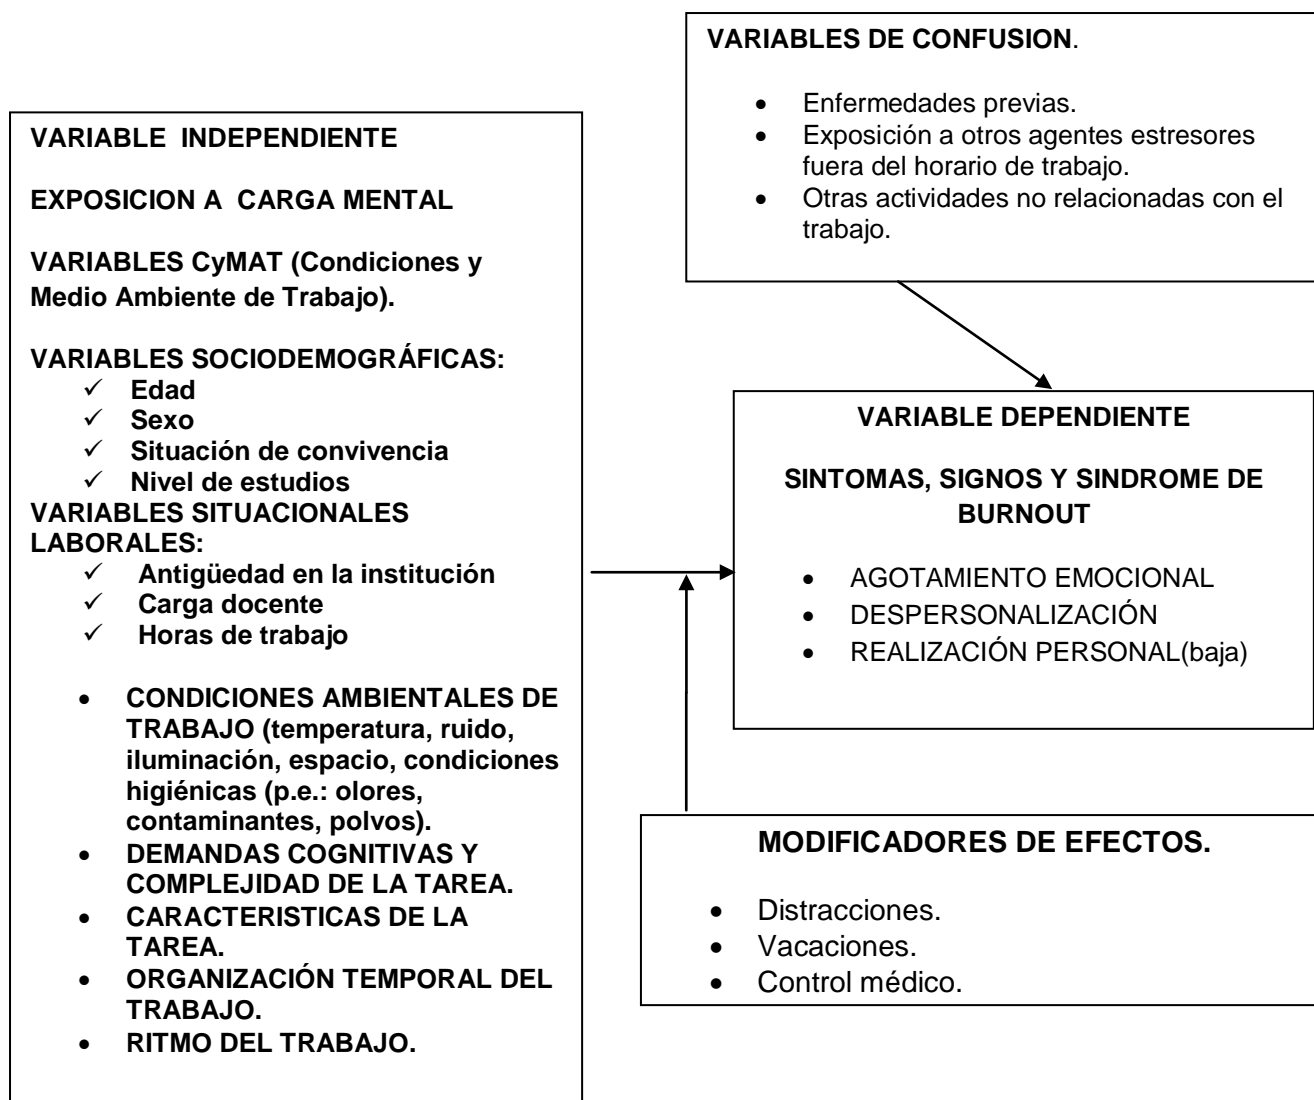 VARIABLES DE CONFUSION.
• Enfermedades previas.
• Exposición a otros agentes estresores
fuera del horario de trabajo.
• Otras actividades no relacionadas con el
trabajo.
VARIABLE INDEPENDIENTE
EXPOSICION A CARGA MENTAL
VARIABLES CyMAT (Condiciones y
Medio Ambiente de Trabajo).
VARIABLES SOCIODEMOGRÁFICAS:
✓ Edad
✓ Sexo
✓ Situación de convivencia
✓ Nivel de estudios
VARIABLES SITUACIONALES
LABORALES:
✓ Antigüedad en la institución
✓ Carga docente
✓ Horas de trabajo
• CONDICIONES AMBIENTALES DE
TRABAJO (temperatura, ruido,
iluminación, espacio, condiciones
higiénicas (p.e.: olores,
contaminantes, polvos).
• DEMANDAS COGNITIVAS Y
COMPLEJIDAD DE LA TAREA.
• CARACTERISTICAS DE LA
TAREA.
• ORGANIZACIÓN TEMPORAL DEL
TRABAJO.
• RITMO DEL TRABAJO.
VARIABLE DEPENDIENTE
SINTOMAS, SIGNOS Y SINDROME DE
BURNOUT
• AGOTAMIENTO EMOCIONAL
• DESPERSONALIZACIÓN
• REALIZACIÓN PERSONAL(baja)
MODIFICADORES DE EFECTOS.
• Distracciones.
• Vacaciones.
• Control médico.